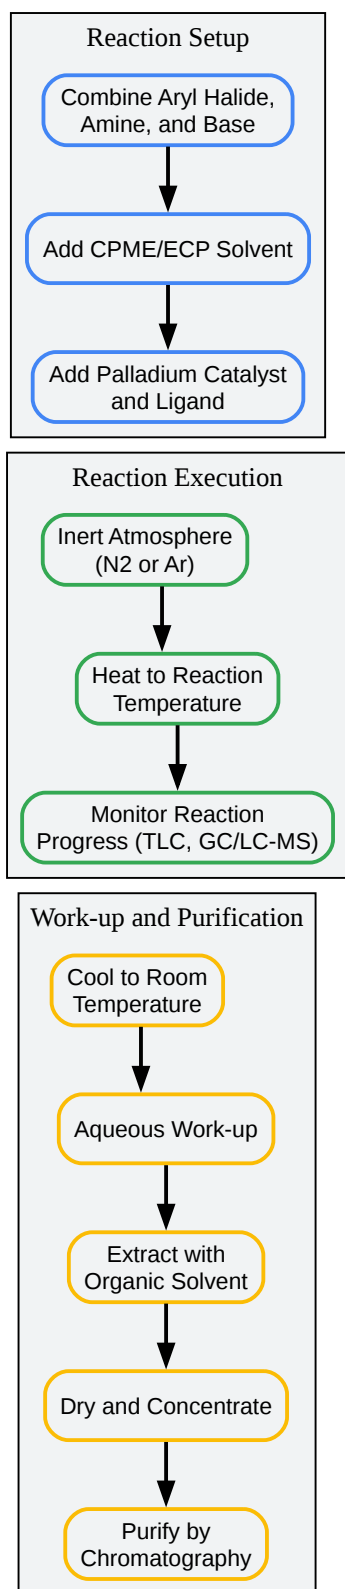 Reaction Setup
Combine Aryl Halide,
Amine, and Base
Add CPME/ECP Solvent
Add Palladium Catalyst
and Ligand
Reaction Execution
Inert Atmosphere
(N2 or Ar)
Heat to Reaction
Temperature
Monitor Reaction
Progress (TLC, GC/LC-MS)
Work-up and Purification
Cool to Room
Temperature
Aqueous Work-up
Extract with
Organic Solvent
Dry and Concentrate
Purify by
Chromatography